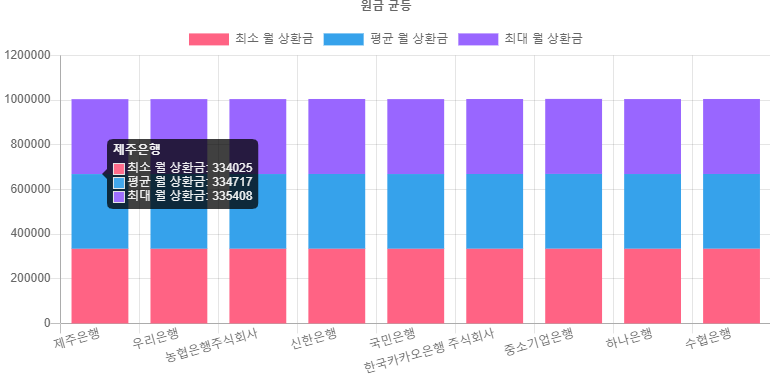 원금 균등
최소 월 상환금 평균 월 상환금 최대 월 상환금
1200000
1000000
800000
600000
400000
200000
0
제주은행
최소 월 상환금: 334025
평균 월 상환금: 334717
최대 월 상환금: 335408
제주은행 우리은행 농협은행주식회사 신한은행 국민은행 한국카카오은행 주식회사 중소기업은행 하나은행 수협은행